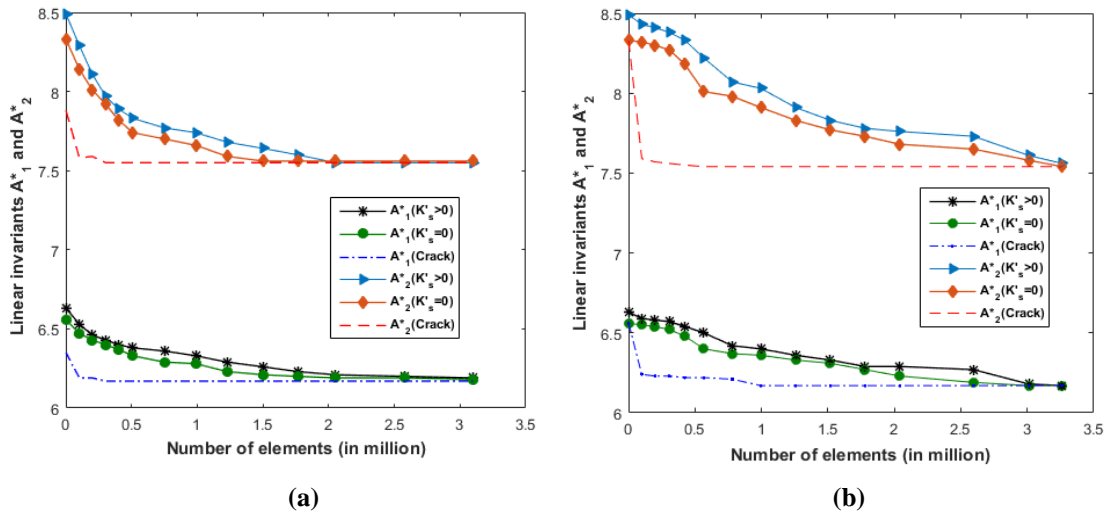 8.5
8
7.5
7
6.5
6
0
0.5
1
1.5
2
2.5
3
3.5
Linear invariants A*1 and A*2
Number of elements (in million)
A*1(K's>0)
A*1(K's=0)
A*1(Crack)
A*2(K's>0)
A*2(K's=0)
A*2(Crack)
(a)
8.5
8
7.5
7
6.5
6
0
0.5
1
1.5
2
2.5
3
3.5
Linear invariants A*1 and A*2
Number of elements (in million)
A*1(K's>0)
A*1(K's=0)
A*1(Crack)
A*2(K's>0)
A*2(K's=0)
A*2(Crack)
(b)